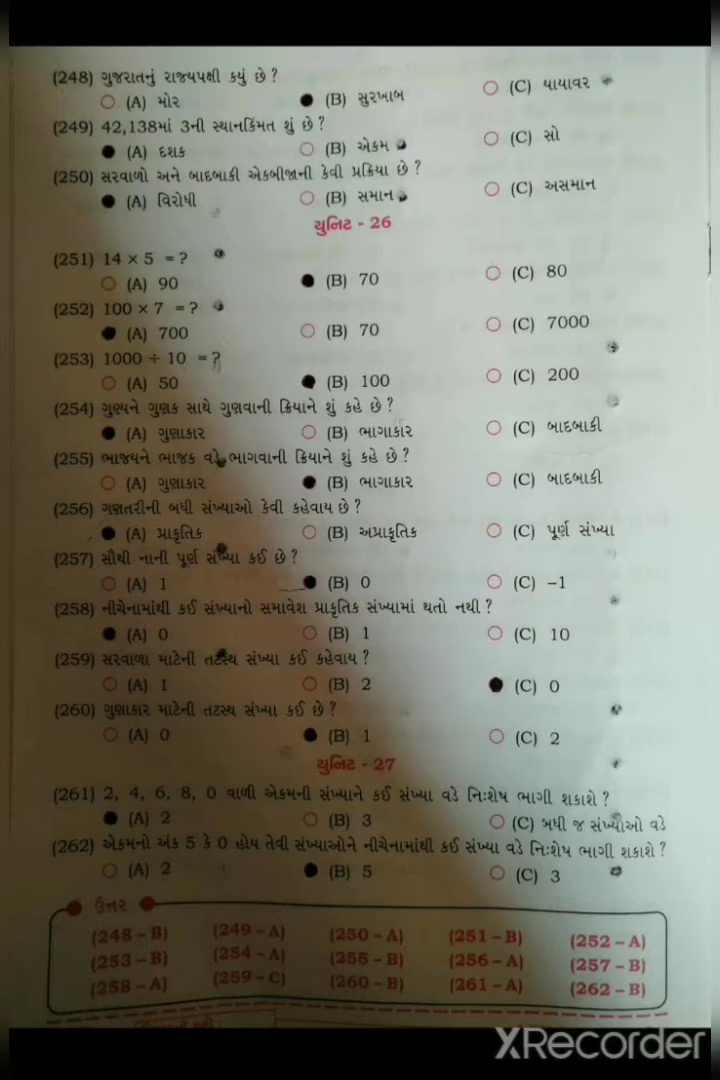 (248) ગુજરાતનું રાજ્યપક્ષી કયું છે ?
(A) મોર (B) સુરખાબ (C) યાયાવર
(249) 42,138માં 3ની સ્થાનકિંમત શું છે ?
(A) દશક (B) એકમ (C) સો
(250) સરવાળો અને બાદબાકી એકબીજાની કેવી પ્રક્રિયા છે ?
(A) વિરોધી (B) સમાન (C) અસમાન
યુનિટ - 26
(251) 14 × 5 = ?
(A) 90 (B) 70 (C) 80
(252) 100 × 7 = ?
(A) 700 (B) 70 (C) 7000
(253) 1000 ÷ 10 = ?
(A) 50 (B) 100 (C) 200
(254) ગુણ્યને ગુણક સાથે ગુણવાની ક્રિયાને શું કહે છે ?
(A) ગુણાકાર (B) ભાગાકાર (C) બાદબાકી
(255) ભાજ્યને ભાજક વડે ભાગવાની ક્રિયાને શું કહે છે ?
(A) ગુણાકાર (B) ભાગાકાર (C) બાદબાકી
(256) ગણતરીની બધી સંખ્યાઓ કેવી કહેવાય છે ?
(A) પ્રાકૃતિક (B) અપ્રાકૃતિક (C) પૂર્ણ સંખ્યા
(257) સૌથી નાની પૂર્ણ સંખ્યા કઈ છે ?
(A) 1 (B) 0 (C) –1
(258) નીચેનામાંથી કઈ સંખ્યાનો સમાવેશ પ્રાકૃતિક સંખ્યામાં થતો નથી ?
(A) 0 (B) 1 (C) 10
(259) સરવાળા માટેની તટસ્થ સંખ્યા કઈ કહેવાય ?
(A) 1 (B) 2 (C) 0
(260) ગુણાકાર માટેની તટસ્થ સંખ્યા કઈ છે ?
(A) 0 (B) 1 (C) 2
યુનિટ - 27
(261) 2, 4, 6, 8, 0 વાળી એકમની સંખ્યાને કઈ સંખ્યા વડે નિઃશેષ ભાગી શકાશે ?
(A) 2 (B) 3 (C) બધી જ સંખ્યાઓ વડે
(262) એકમનો અંક 5 કે 0 હોય તેવી સંખ્યાઓને નીચેનામાંથી કઈ સંખ્યા વડે નિઃશેષ ભાગી શકાશે ?
(A) 2 (B) 5 (C) 3
ઉત્તર
(248 – B) (249 – A) (250 – A) (251 – B) (252 – A)
(253 – B) (254 – A) (255 – B) (256 – A) (257 – B)
(258 – A) (259 – C) (260 – B) (261 – A) (262 – B)
XRecorder